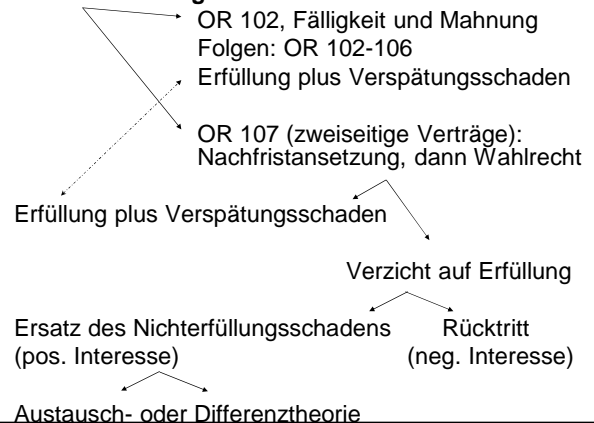 OR 102, Fälligkeit und Mahnung
Folgen: OR 102-106
Erfüllung plus Verspätungsschaden
OR 107 (zweiseitige Verträge):
Nachfristansetzung, dann Wahlrecht
Erfüllung plus Verspätungsschaden
Verzicht auf Erfüllung
Ersatz des Nichterfüllungsschadens Rücktritt
(pos. Interesse) (neg. Interesse)
Austausch- oder Differenztheorie